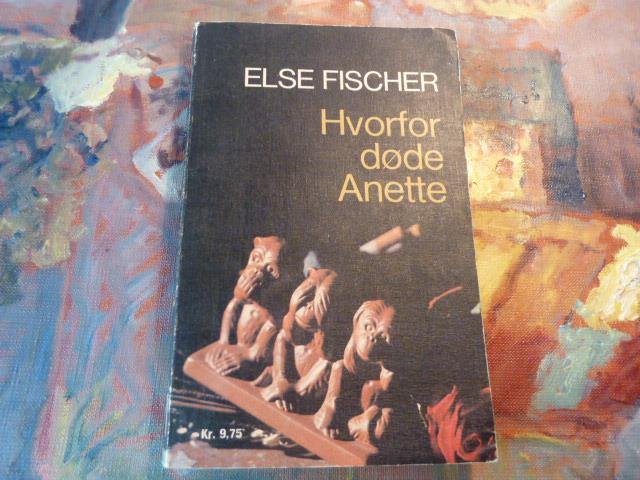 ELSE FISCHER
Hvorfor
døde
Anette
Kr. 9,75